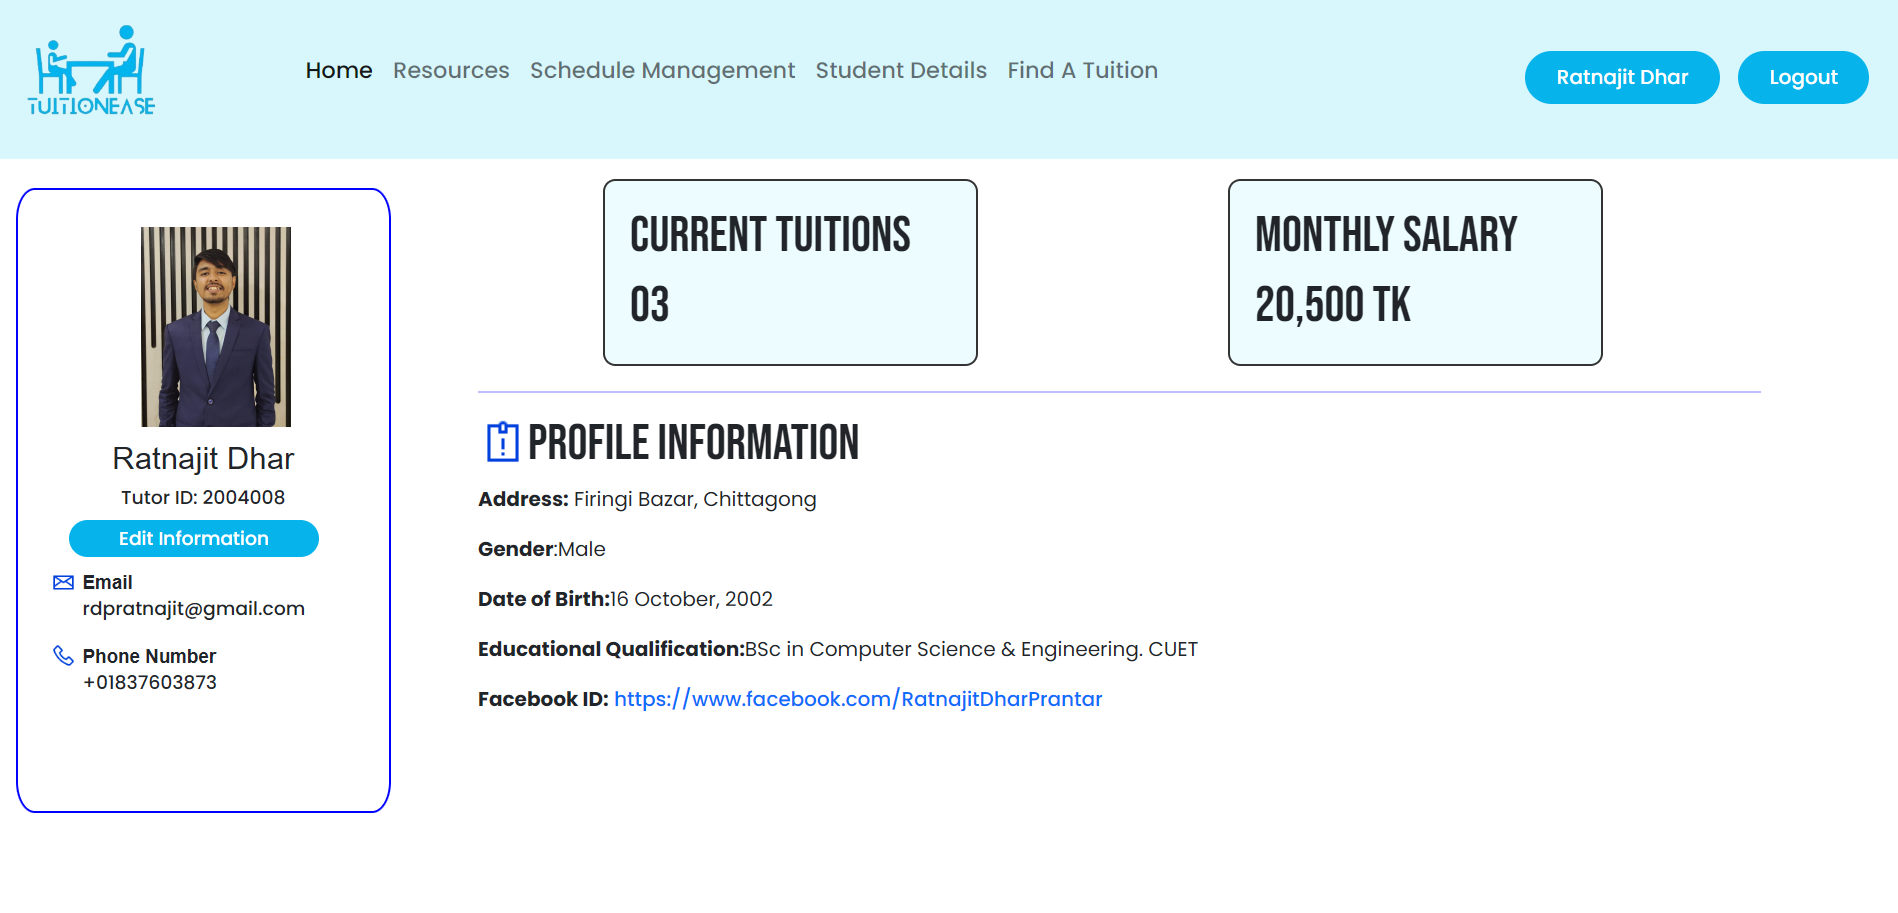 TUITIONEASE
Home Resources Schedule Management Student Details Find A Tuition
Ratnajit Dhar Logout
Ratnajit Dhar
Tutor ID: 2004008
Edit Information
Email
rdpratnajit@gmail.com
Phone Number
+01837603873
CURRENT TUITIONS
03
MONTHLY SALARY
20,500 TK
PROFILE INFORMATION
Address: Firingi Bazar, Chittagong
Gender:Male
Date of Birth:16 October, 2002
Educational Qualification:BSc in Computer Science & Engineering. CUET
Facebook ID: https://www.facebook.com/RatnajitDharPrantar